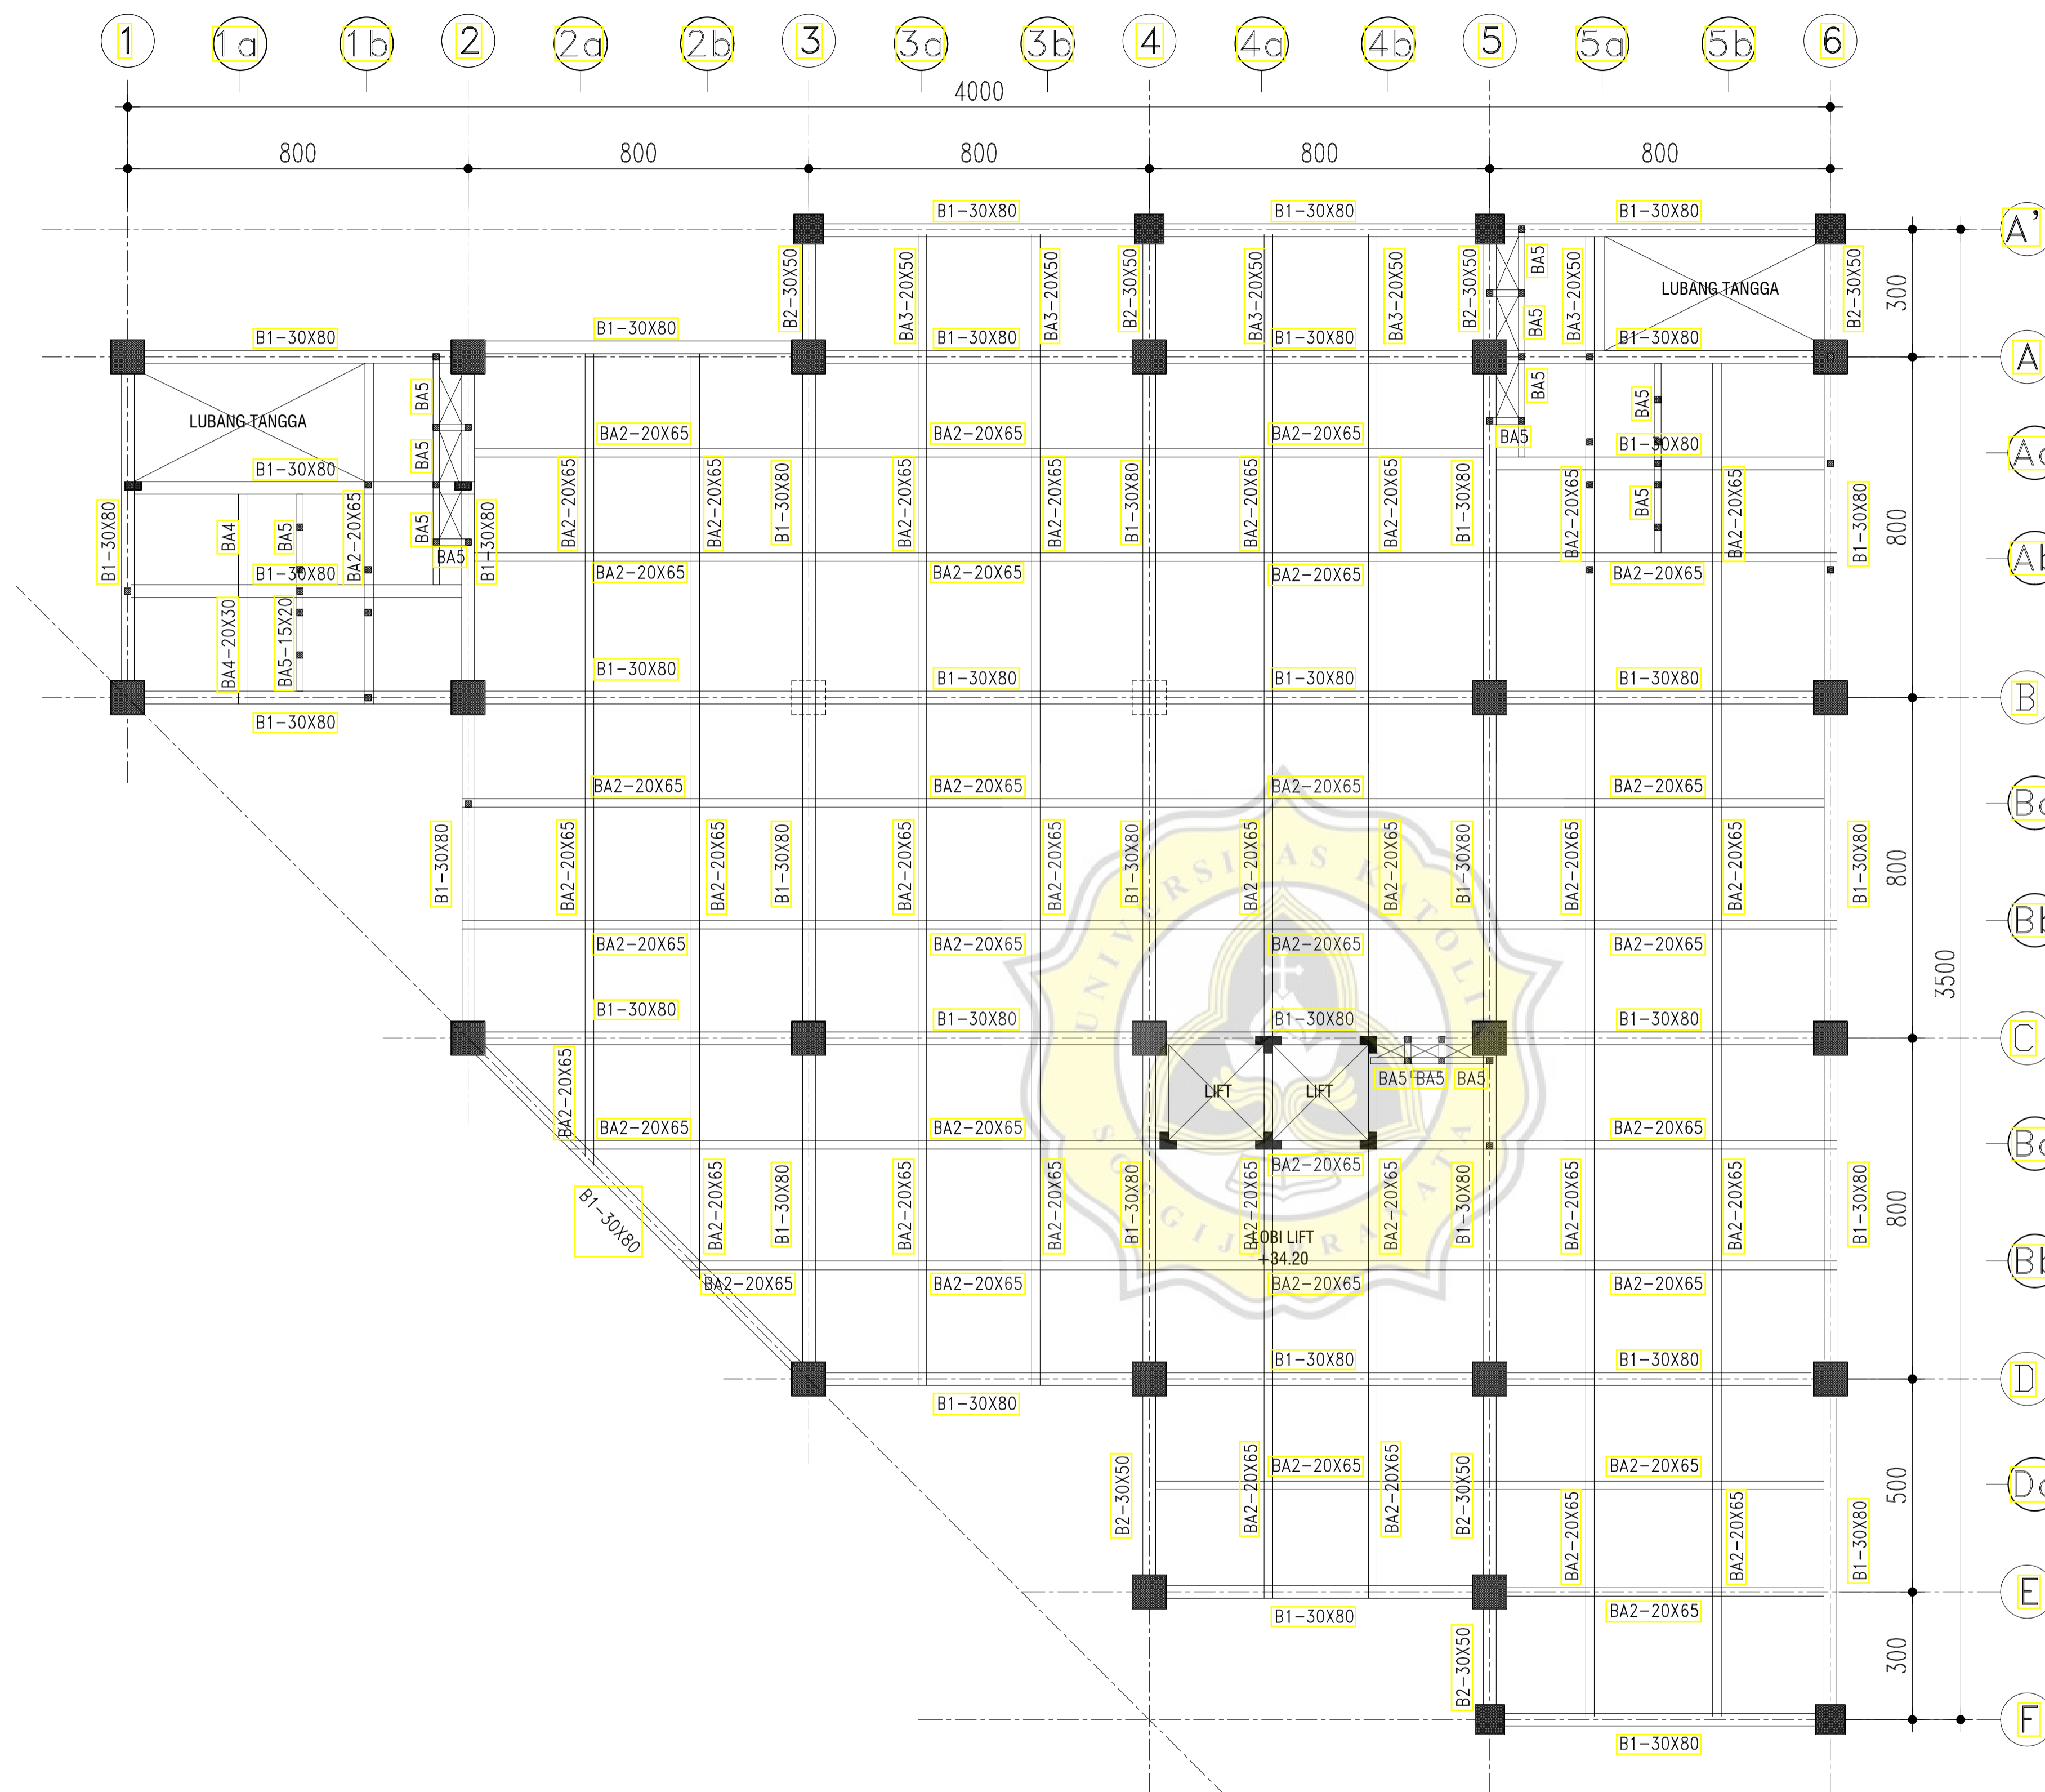 1 1a 1b 2 2a 2b 3 3a 3b 4 4a 4b 5 5a 5b 6
4000
800 800 800 800 800
B1-30X80 B1-30X80 B1-30X80
A'
B2-30X50 BA3-20X50 BA3-20X50 B2-30X50 BA3-20X50 BA3-20X50 B2-30X50 BA5 BA3-20X50 B2-30X50
LUBANG TANGGA
300
BA5
B1-30X80 B1-30X80 B1-30X80 B1-30X80 B1-30X80
A
BA5 BA5 BA5
LUBANG TANGGA
BA2-20X65 BA2-20X65 BA2-20X65 BA5 B1-30X80
BA5
B1-30X80
B1-30X80 BA4 BA5 BA2-20X65 BA5 B1-30X80 BA2-20X65 BA2-20X65 B1-30X80 BA2-20X65 BA2-20X65 B1-30X80 BA2-20X65 BA2-20X65 B1-30X80 BA2-20X65 BA5 BA2-20X65 B1-30X80
800
BA5
B1-30X80 BA2-20X65 BA2-20X65 BA2-20X65 BA2-20X65
BA4-20X30 BA5-15X20
B1-30X80 B1-30X80 B1-30X80 B1-30X80
B
B1-30X80
BA2-20X65 BA2-20X65 BA2-20X65 BA2-20X65
B1-30X80 BA2-20X65 BA2-20X65 B1-30X80 BA2-20X65 BA2-20X65 B1-30X80 BA2-20X65 BA2-20X65 B1-30X80 BA2-20X65 BA2-20X65 B1-30X80
800
UNIVERSITAS KATOLIK
BA2-20X65 BA2-20X65 BA2-20X65 BA2-20X65
3500
B1-30X80 B1-30X80 B1-30X80 B1-30X80
C
BA5 BA5 BA5
LIFT LIFT
BA2-20X65
BA2-20X65 BA2-20X65 BA2-20X65
BA2-20X65
BA2-20X65 B1-30X80 BA2-20X65 BA2-20X65 B1-30X80 BA2-20X65 BA2-20X65 B1-30X80 BA2-20X65 BA2-20X65 B1-30X80
800
B1-30X80
SOEGIJAPRANATA
LOBI LIFT
+34.20
BA2-20X65 BA2-20X65 BA2-20X65 BA2-20X65
B1-30X80 B1-30X80
D
B1-30X80
BA2-20X65 BA2-20X65
B2-30X50 BA2-20X65 BA2-20X65 B2-30X50 BA2-20X65 BA2-20X65 B1-30X80
500
B1-30X80 BA2-20X65
E
B2-30X50
300
F
B1-30X80